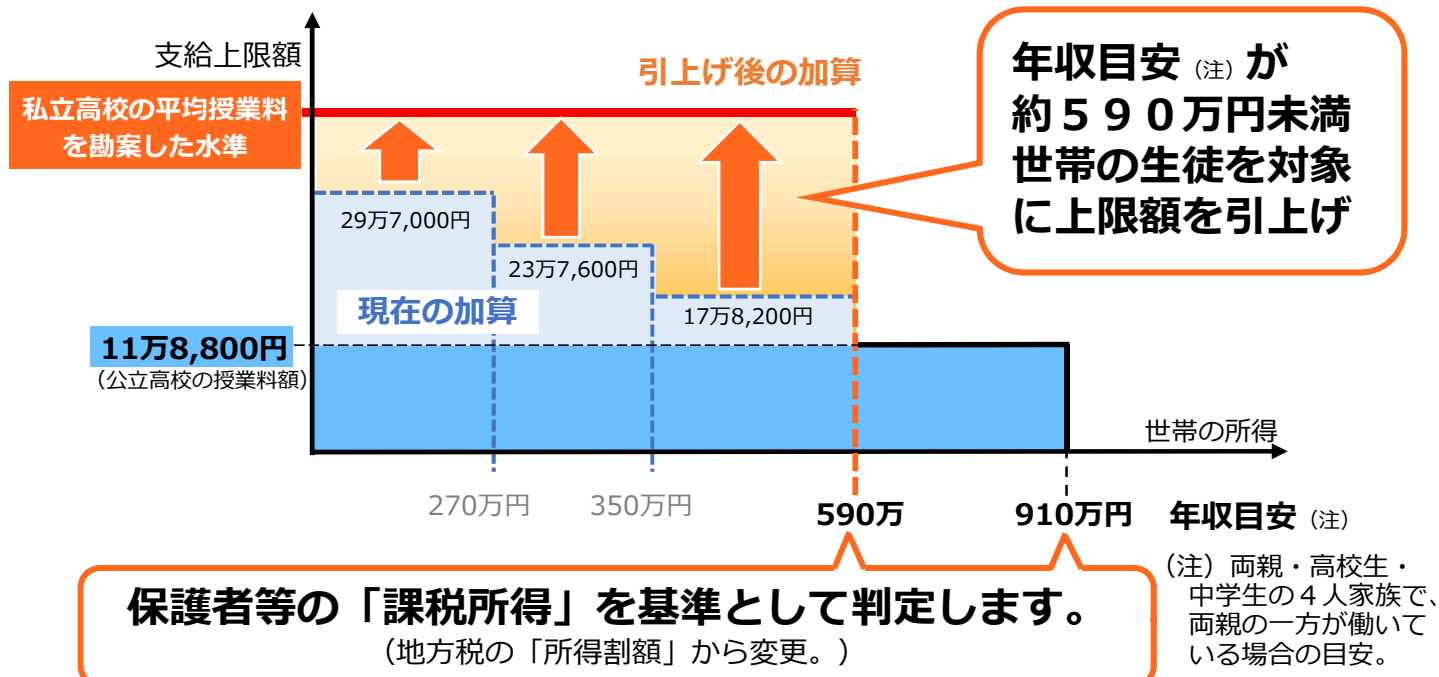 支給上限額
私立高校の平均授業料
を勘案した水準
引上げ後の加算
年収目安（注）が
約５９０万円未満
世帯の生徒を対象
に上限額を引上げ
29万7,000円
23万7,600円
17万8,200円
現在の加算
11万8,800円
（公立高校の授業料額）
世帯の所得
270万円
350万円
590万
910万円
年収目安（注）
（注）両親・高校生・
中学生の４人家族で、
両親の一方が働いて
いる場合の目安。
保護者等の「課税所得」を基準として判定します。
（地方税の「所得割額」から変更。）